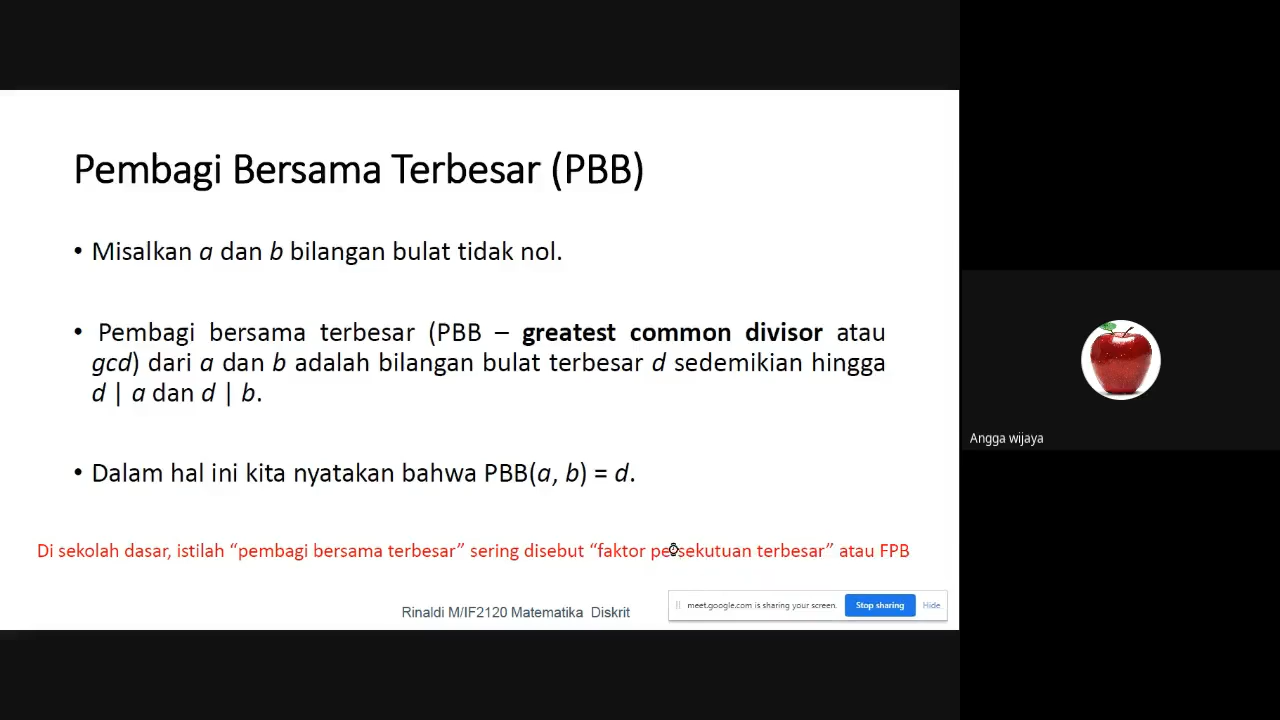 Pembagi Bersama Terbesar (PBB)
• Misalkan a dan b bilangan bulat tidak nol.
• Pembagi bersama terbesar (PBB – greatest common divisor atau
gcd) dari a dan b adalah bilangan bulat terbesar d sedemikian hingga
d | a dan d | b.
• Dalam hal ini kita nyatakan bahwa PBB(a, b) = d.
Di sekolah dasar, istilah “pembagi bersama terbesar” sering disebut “faktor persekutuan terbesar” atau FPB
Rinaldi M/IF2120 Matematika Diskrit
meet.google.com is sharing your screen.
Stop sharing
Hide
Angga wijaya